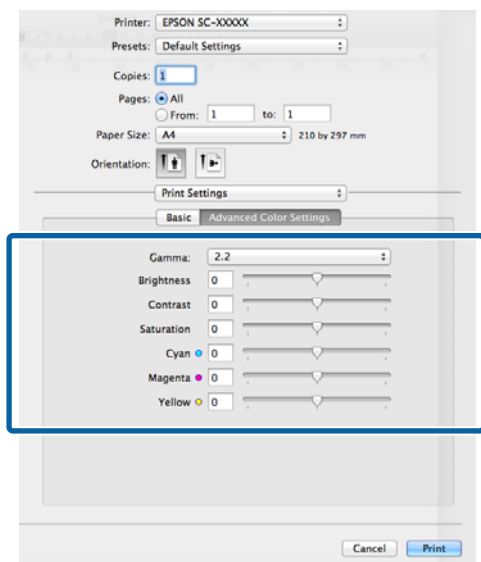 Printer: EPSON SC-XXXXX
Presets: Default Settings
Copies: 1
Pages: All
From: 1 to: 1
Paper Size: A4 210 by 297 mm
Orientation:
Print Settings
Basic Advanced Color Settings
Gamma: 2.2
Brightness 0
Contrast 0
Saturation 0
Cyan 0
Magenta 0
Yellow 0
Cancel Print